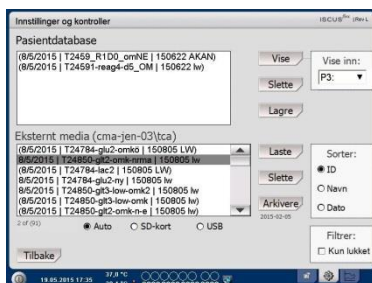 Innstillinger og kontroller
ISCUSflex
Pasientdatabase
(8/5/2015 | T2459_R1D0_omNE | 150622 AKAN)
(8/5/2015 | T24591-reag4-d5_OM | 150622 lw)
Vise
Slette
Lagre
Vise inn:
P3:
Eksternt media (cma-jen-03\tca)
(8/5/2015 | T24784-glu2-omkö | 150805 LW)
8/5/2015 | T24850-glt2-omk-nrma | 150805 lw
(8/5/2015 | T24784-lac2 | 150805 LW)
(8/5/2015 | T24784-glu2-ny | 150805 lw
(8/5/2015 | T24850-glt3-low-omk2 | 150805 lw
(8/5/2015 | T24850-glt3-low-omk | 150805 lw
(8/5/2015 | T24850-glt2-omk-n-e | 150805 lw
2 of (91)
Auto
SD-kort
USB
Laste
Slette
Arkivere
2015-02-05
Sorter:
ID
Navn
Dato
Filtrer:
Kun lukket
Tilbake
19.05.2015 17:35
37,0 °C